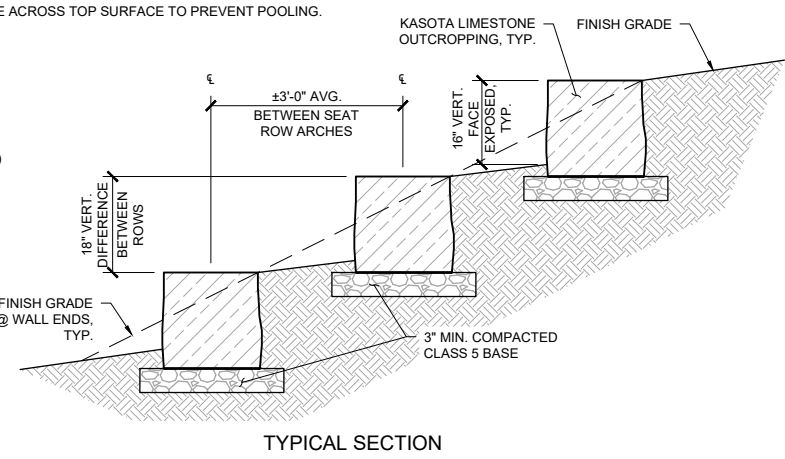 E ACROSS TOP SURFACE TO PREVENT POOLING.
KASOTA LIMESTONE
OUTCROPPING, TYP.
FINISH GRADE
℄
℄
±3'-0" AVG.
BETWEEN SEAT
ROW ARCHES
16" VERT.
FACE
EXPOSED,
TYP.
)
18" VERT.
DIFFERENCE
BETWEEN
ROWS
FINISH GRADE
@ WALL ENDS,
TYP.
3" MIN. COMPACTED
CLASS 5 BASE
TYPICAL SECTION